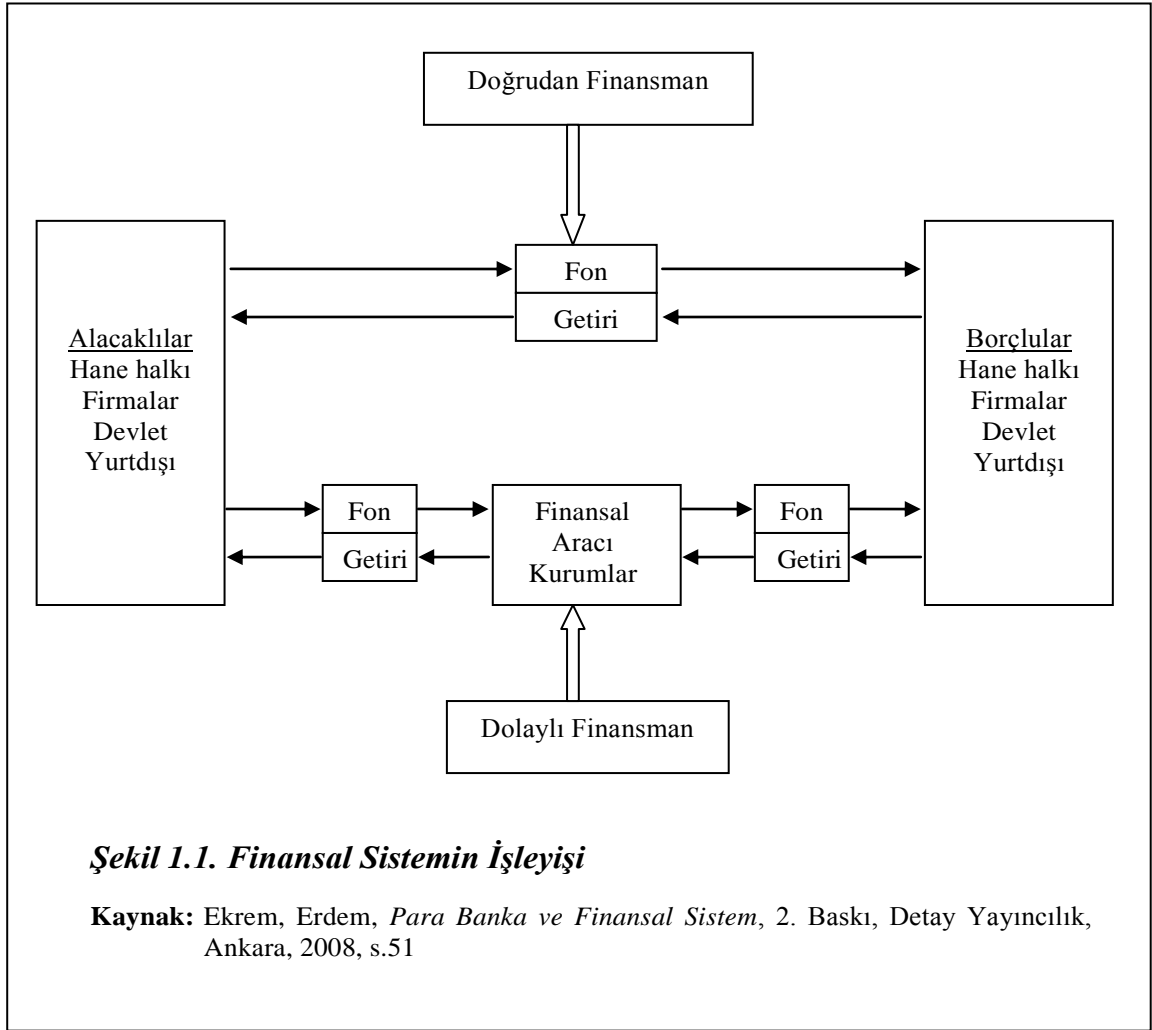 Doğrudan Finansman
Fon
Getiri
Alacaklılar
Hane halkı
Firmalar
Devlet
Yurtdışı
Borçlular
Hane halkı
Firmalar
Devlet
Yurtdışı
Fon
Getiri
Finansal
Aracı
Kurumlar
Fon
Getiri
Dolaylı Finansman
Şekil 1.1. Finansal Sistemin İşleyişi
Kaynak: Ekrem, Erdem, Para Banka ve Finansal Sistem, 2. Baskı, Detay Yayıncılık,
Ankara, 2008, s.51